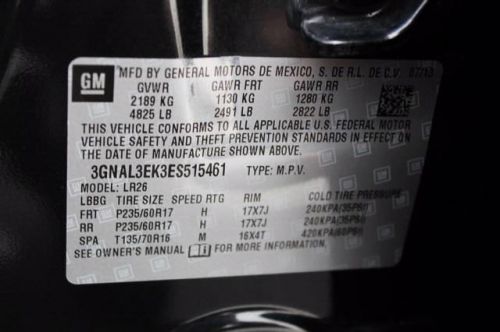 GM
MFD BY GENERAL MOTORS DE MEXICO, S. DE R.L. DE C.V. 07/13
GVWR GAWR FRT GAWR RR
2189 KG 1130 KG 1280 KG
4825 LB 2491 LB 2822 LB
THIS VEHICLE CONFORMS TO ALL APPLICABLE U.S. FEDERAL MOTOR
VEHICLE SAFETY AND THEFT PREVENTION STANDARDS IN EFFECT ON THE
DATE OF MANUFACTURE SHOWN ABOVE.
3GNAL3EK3ES515461 TYPE: M.P.V.
MODEL: LR26
LBBG TIRE SIZE SPEED RTG RIM COLD TIRE PRESSURE
FRT P235/60R17 H 17X7J 240KPA(35PSI)
RR P235/60R17 H 17X7J 240KPA(35PSI)
SPA T135/70R16 M 16X4T 420KPA(60PSI)
SEE OWNER'S MANUAL FOR MORE INFORMATION.